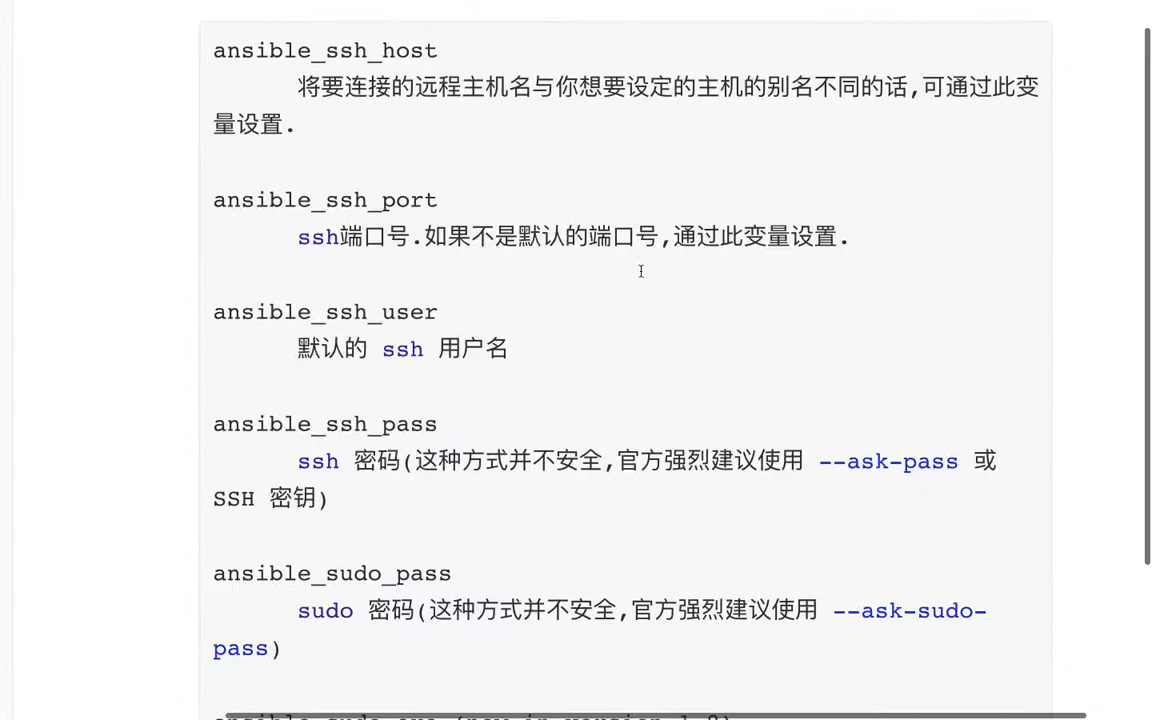 ansible_ssh_host
将要连接的远程主机名与你想要设定的主机的别名不同的话,可通过此变
量设置.
ansible_ssh_port
ssh端口号.如果不是默认的端口号,通过此变量设置.
ansible_ssh_user
默认的 ssh 用户名
ansible_ssh_pass
ssh 密码(这种方式并不安全,官方强烈建议使用 --ask-pass 或
SSH 密钥)
ansible_sudo_pass
sudo 密码(这种方式并不安全,官方强烈建议使用 --ask-sudo-
pass)